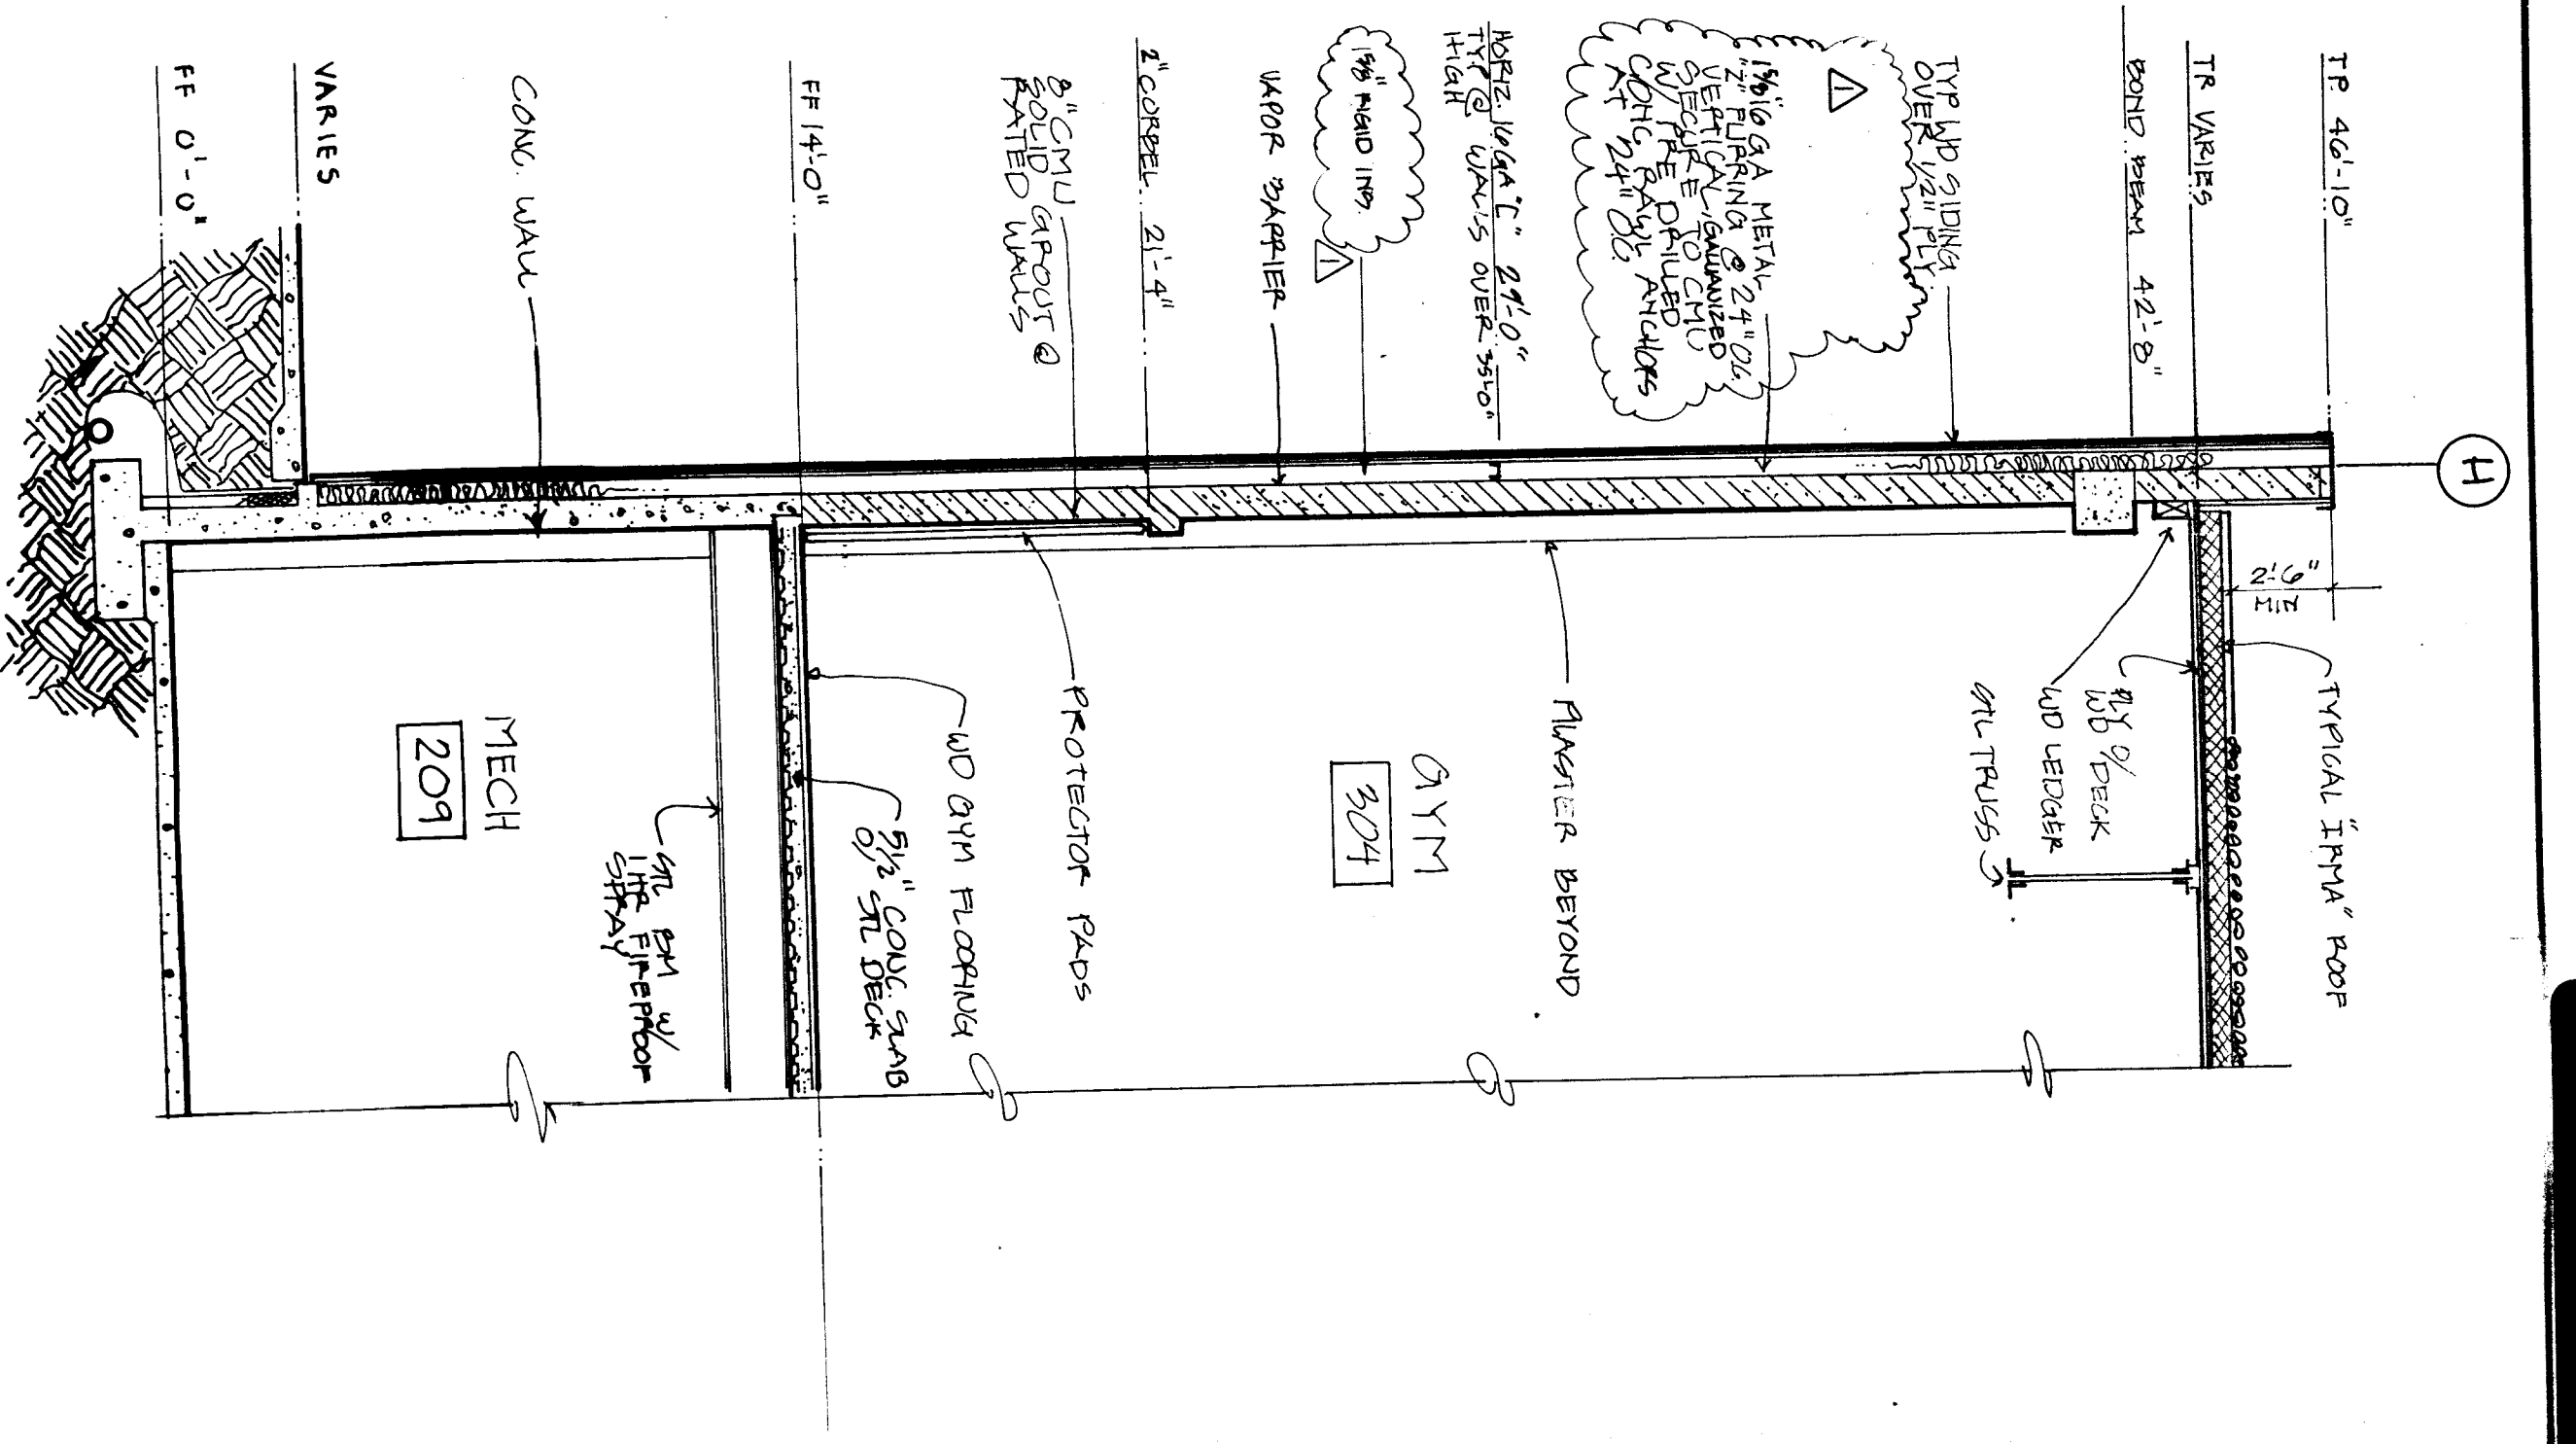 H
TP 46'-10"
TR VARIES
BOND BEAM 42'-8"
TYP WD SIDING
OVER 1/2" PLY
1
1 5/8" 16 GA METAL
"Z" FURRING @ 24" O.C.
VERTICAL, GALVANIZED
SECURE TO CMU
W/ PRE DRILLED
CONC. RAWL ANCHORS
AT 24" O.C.
HORIZ. 16GA "C" 29'-0"
TYP @ WALLS OVER 35'-0"
HIGH
1 5/8" RIGID INS.
1
VAPOR BARRIER
2" CORBEL 21'-4"
8" CMU
SOLID GROUT @
RATED WALLS
FF 14'-0"
CONC. WALL
VARIES
FF 0'-0"
2'-6"
MIN
TYPICAL "IRMA" ROOF
PLY O/
WD DECK
WD LEDGER
STL TRUSS
PLASTER BEYOND
GYM
304
PROTECTOR PADS
WD GYM FLOORING
5 1/2" CONC. SLAB
O/ STL DECK
STL BM W/
1 HR FIREPROOF
SPRAY
MECH
209